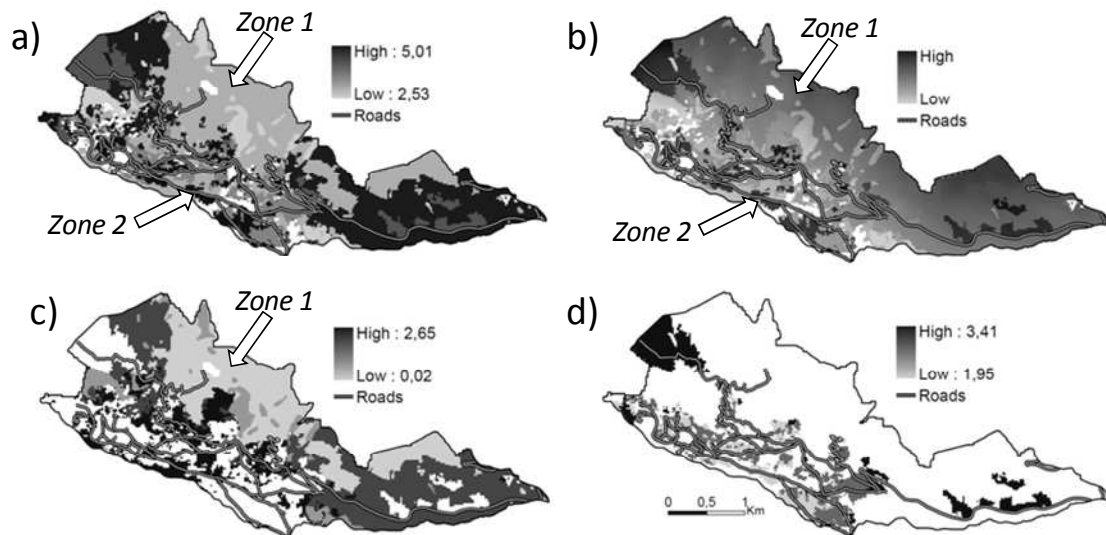 a)
Zone 1
High : 5,01
Low : 2,53
Roads
Zone 2
b)
Zone 1
High
Low
Roads
Zone 2
c)
Zone 1
High : 2,65
Low : 0,02
Roads
d)
High : 3,41
Low : 1,95
Roads
0 0,5 1
Km